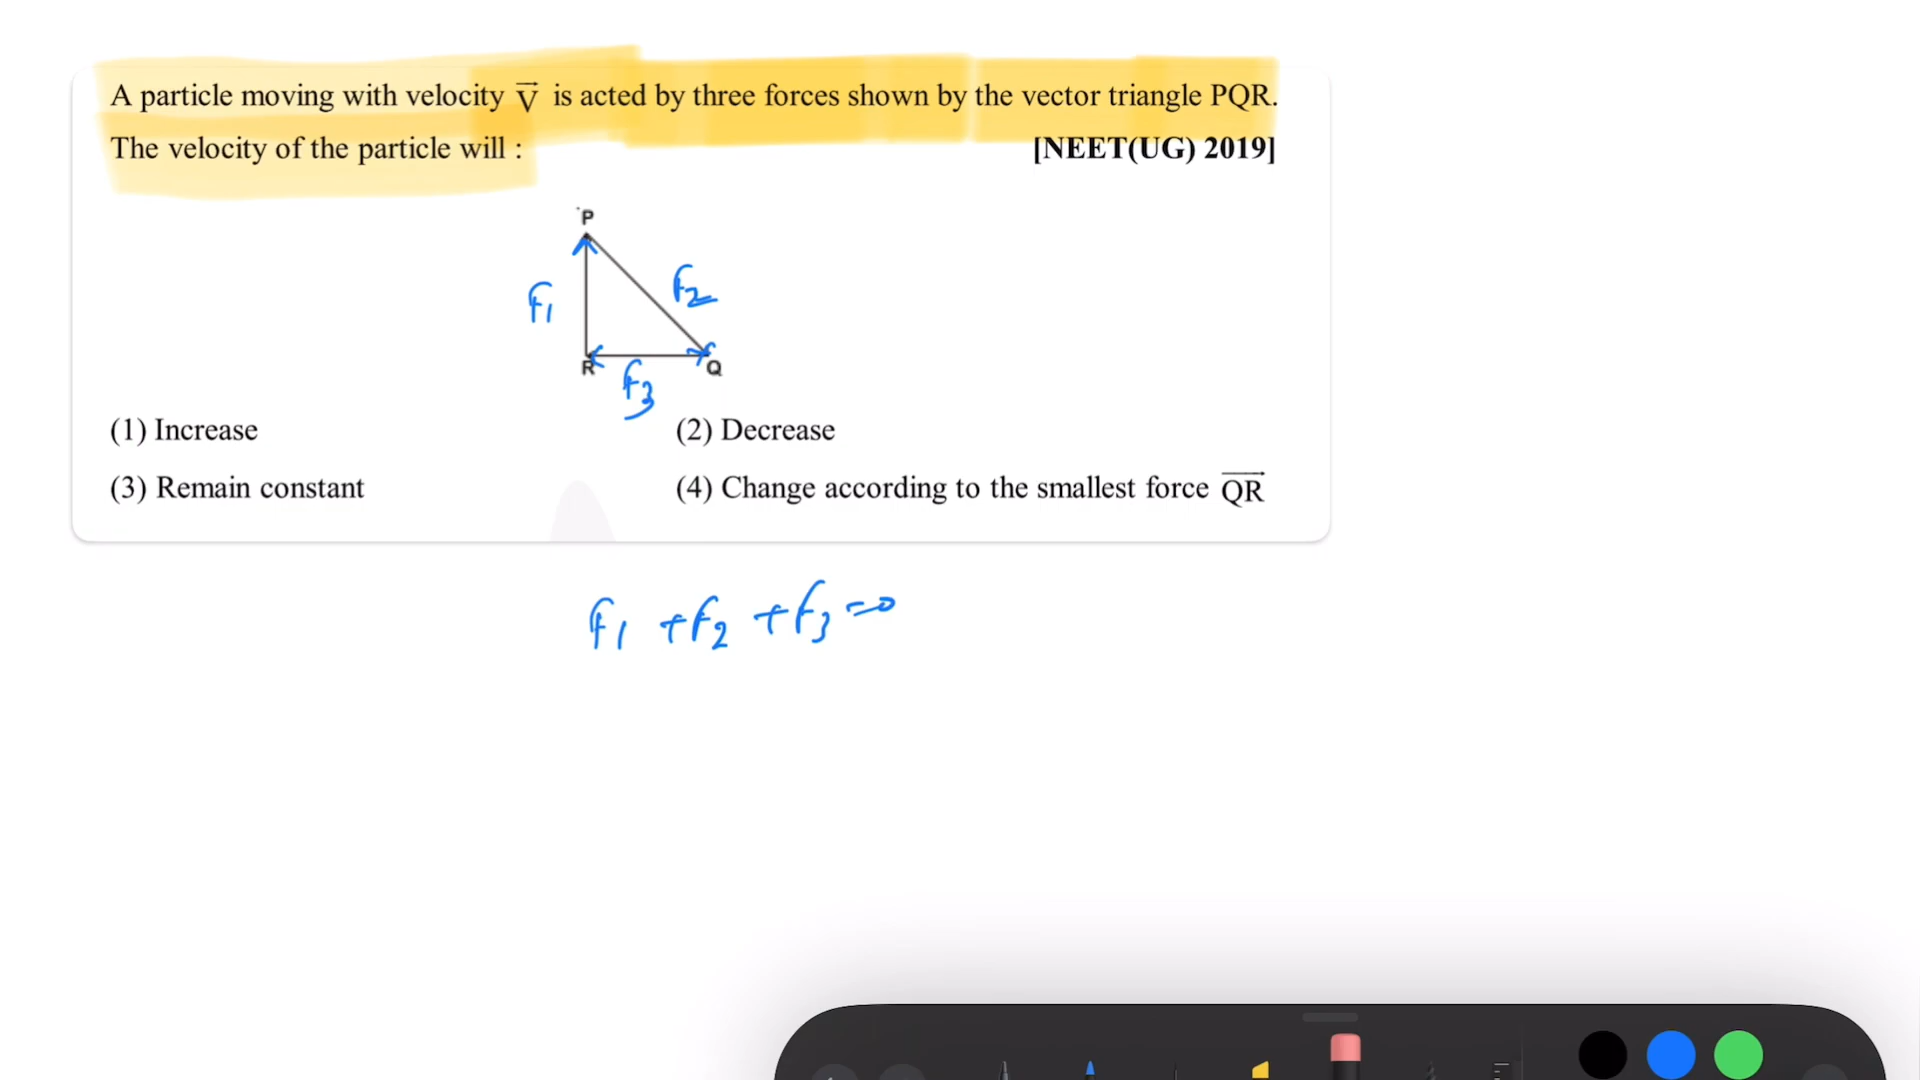 A particle moving with velocity V⃗ is acted by three forces shown by the vector triangle PQR.
The velocity of the particle will : [NEET(UG) 2019]
P
f1
f2
R
Q
f3
(1) Increase (2) Decrease
(3) Remain constant (4) Change according to the smallest force Q⃗R⃗
f1 + f2 + f3 = 0